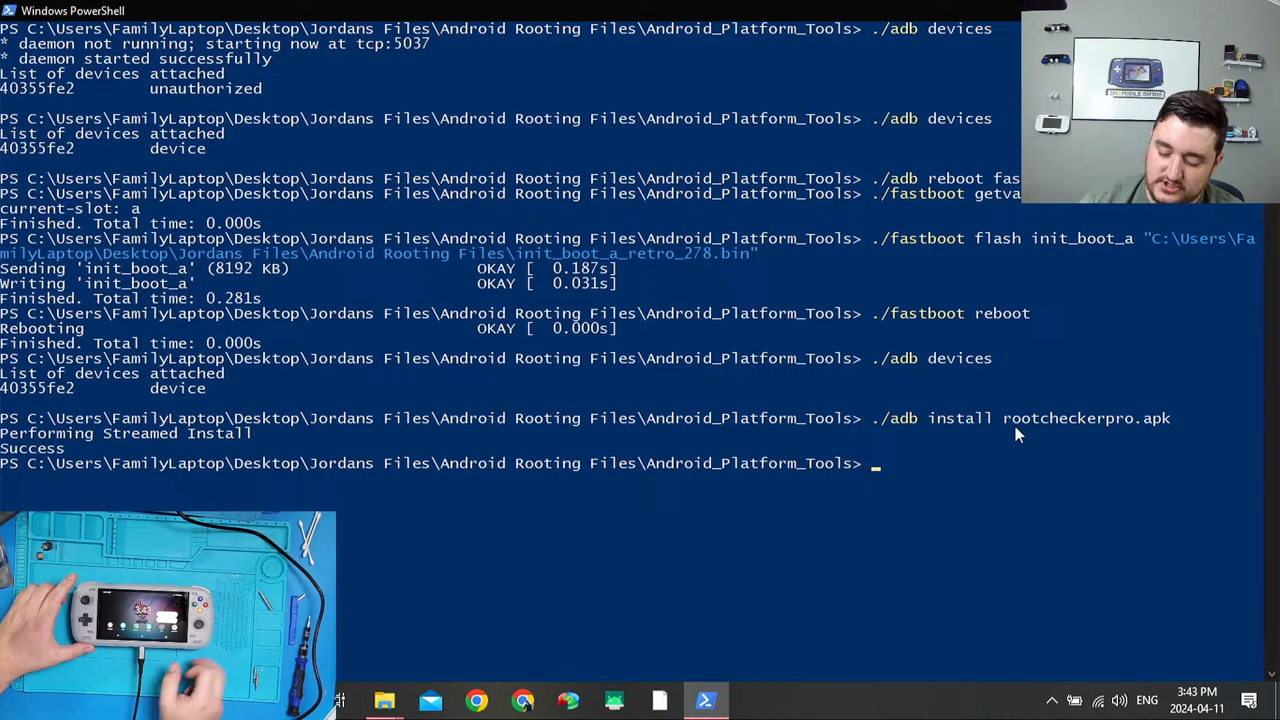 Windows PowerShell
PS C:\Users\FamilyLaptop\Desktop\Jordans Files\Android Rooting Files\Android_Platform_Tools> ./adb devices
* daemon not running; starting now at tcp:5037
* daemon started successfully
List of devices attached
40355fe2 unauthorized
PS C:\Users\FamilyLaptop\Desktop\Jordans Files\Android Rooting Files\Android_Platform_Tools> ./adb devices
List of devices attached
40355fe2 device
PS C:\Users\FamilyLaptop\Desktop\Jordans Files\Android Rooting Files\Android_Platform_Tools> ./adb reboot fas
PS C:\Users\FamilyLaptop\Desktop\Jordans Files\Android Rooting Files\Android_Platform_Tools> ./fastboot getva
current-slot: a
Finished. Total time: 0.000s
PS C:\Users\FamilyLaptop\Desktop\Jordans Files\Android Rooting Files\Android_Platform_Tools> ./fastboot flash init_boot_a "C:\Users\Fa
milyLaptop\Desktop\Jordans Files\Android Rooting Files\init_boot_a_retro_278.bin"
Sending 'init_boot_a' (8192 KB) OKAY [ 0.187s]
Writing 'init_boot_a' OKAY [ 0.031s]
Finished. Total time: 0.281s
PS C:\Users\FamilyLaptop\Desktop\Jordans Files\Android Rooting Files\Android_Platform_Tools> ./fastboot reboot
Rebooting OKAY [ 0.000s]
Finished. Total time: 0.000s
PS C:\Users\FamilyLaptop\Desktop\Jordans Files\Android Rooting Files\Android_Platform_Tools> ./adb devices
List of devices attached
40355fe2 device
PS C:\Users\FamilyLaptop\Desktop\Jordans Files\Android Rooting Files\Android_Platform_Tools> ./adb install rootcheckerpro.apk
Performing Streamed Install
Success
PS C:\Users\FamilyLaptop\Desktop\Jordans Files\Android Rooting Files\Android_Platform_Tools>
3:43
ENG
3:43 PM
2024-04-11